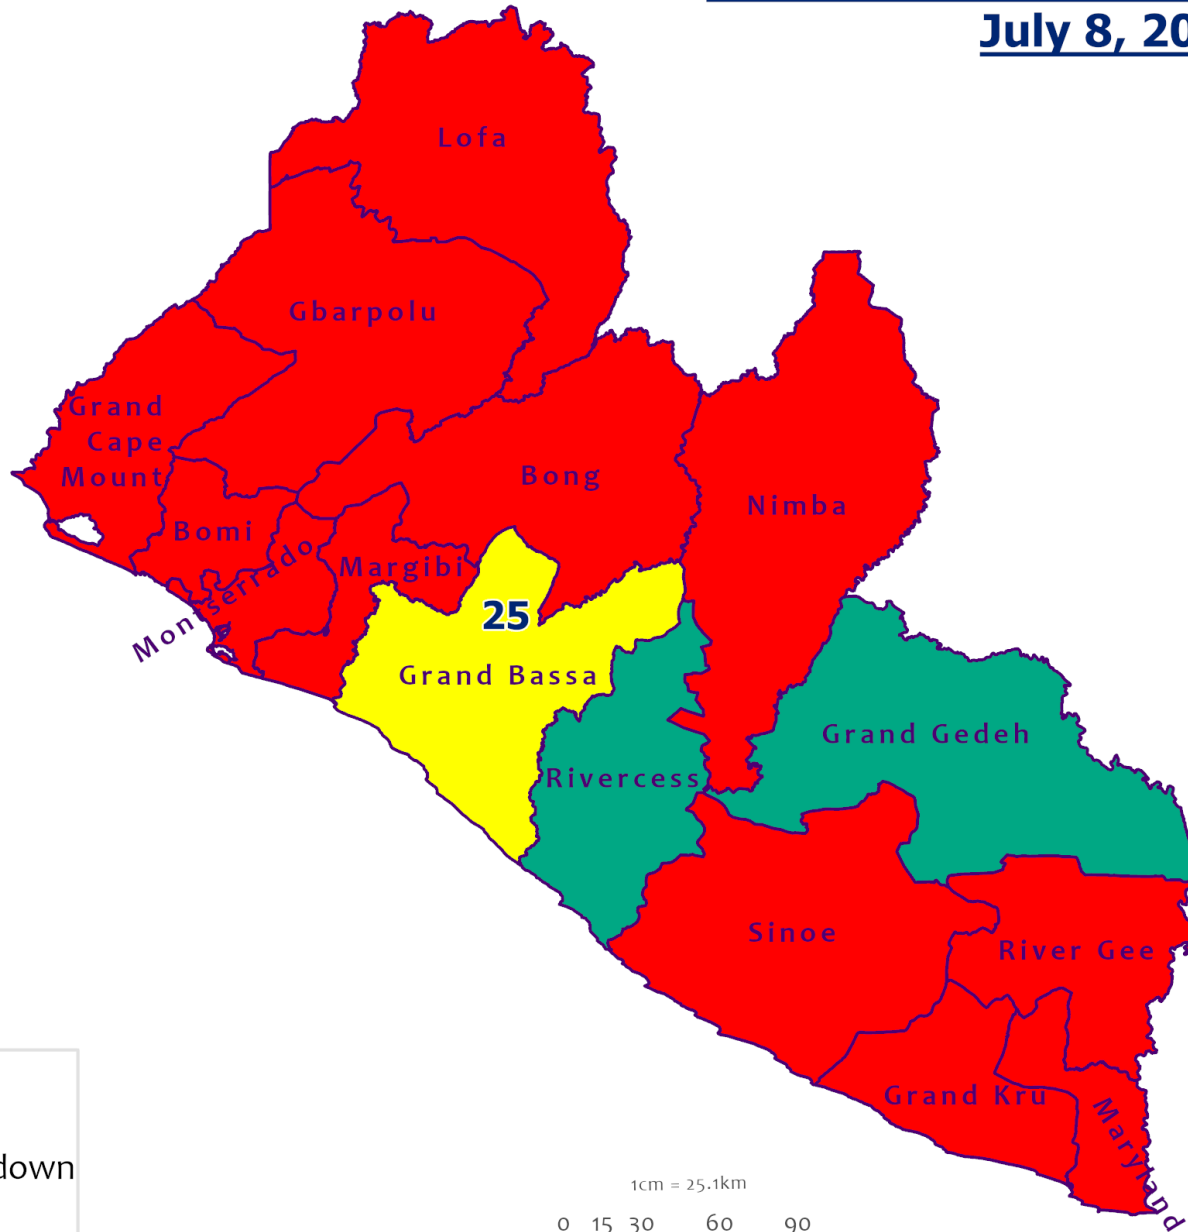 July 8, 20
Lofa
Gbarpolu
Grand
Cape
Mount
Bong
Nimba
Bomi
Montserrado
Margibi
25
Grand Bassa
Grand Gedeh
Rivercess
Sinoe
River Gee
Grand Kru
Maryland
down
1cm = 25.1km
0 15 30 60 90